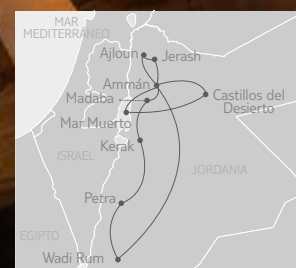 MAR
MEDITERRÁNEO
Ajloun
Jerash
Ammán
Madaba
Castillos del
Desierto
Mar Muerto
Kerak
ISRAEL
JORDANIA
Petra
EGIPTO
Wadi Rum